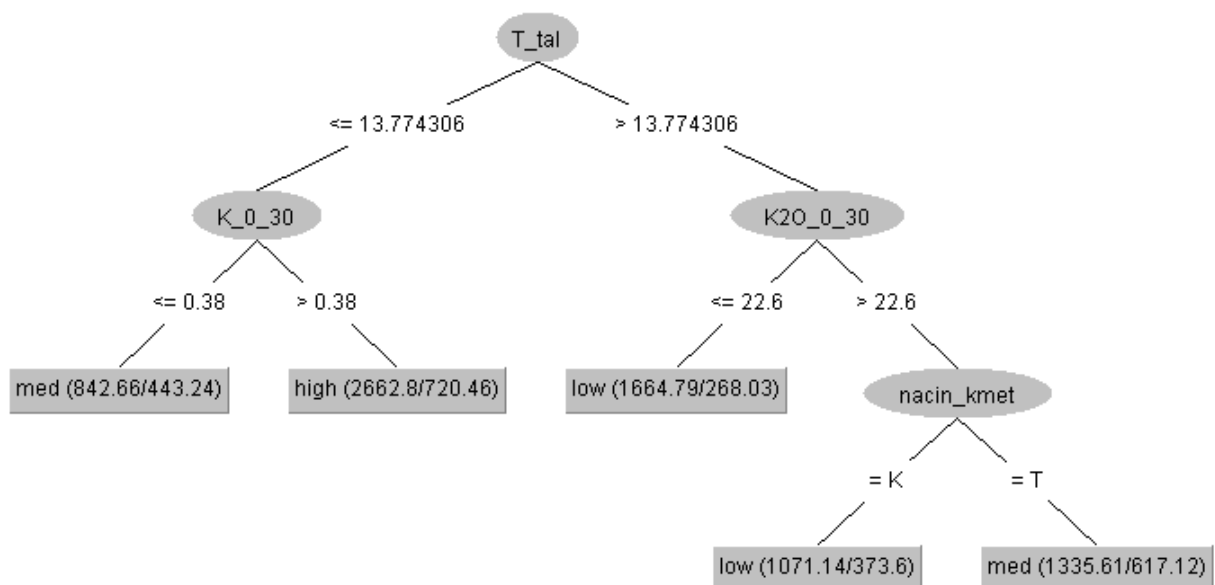 T_tal
<= 13.774306 > 13.774306
K_0_30 K2O_0_30
<= 0.38 > 0.38 <= 22.6 > 22.6
med (842.66/443.24) high (2662.8/720.46) low (1664.79/268.03) nacin_kmet
= K = T
low (1071.14/373.6) med (1335.61/617.12)